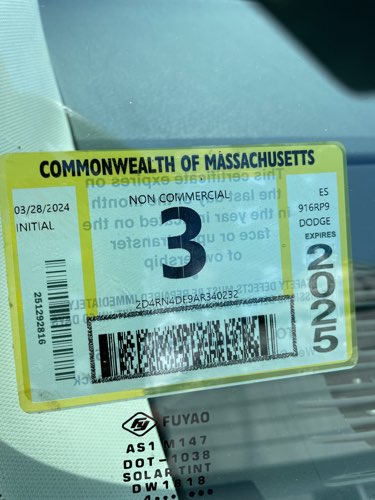 COMMONWEALTH OF MASSACHUSETTS
03/28/2024
INITIAL
NON COMMERCIAL
ES
916RP9
DODGE
EXPIRES
2025
3
This certificate expires on
the last day of the month
in the year indicated on the
face or upon transfer
of ownership
251292816
2D4RN4DE9AR340232
FUYAO
AS1 M147
DOT-1038
SOLAR TINT
DW1818